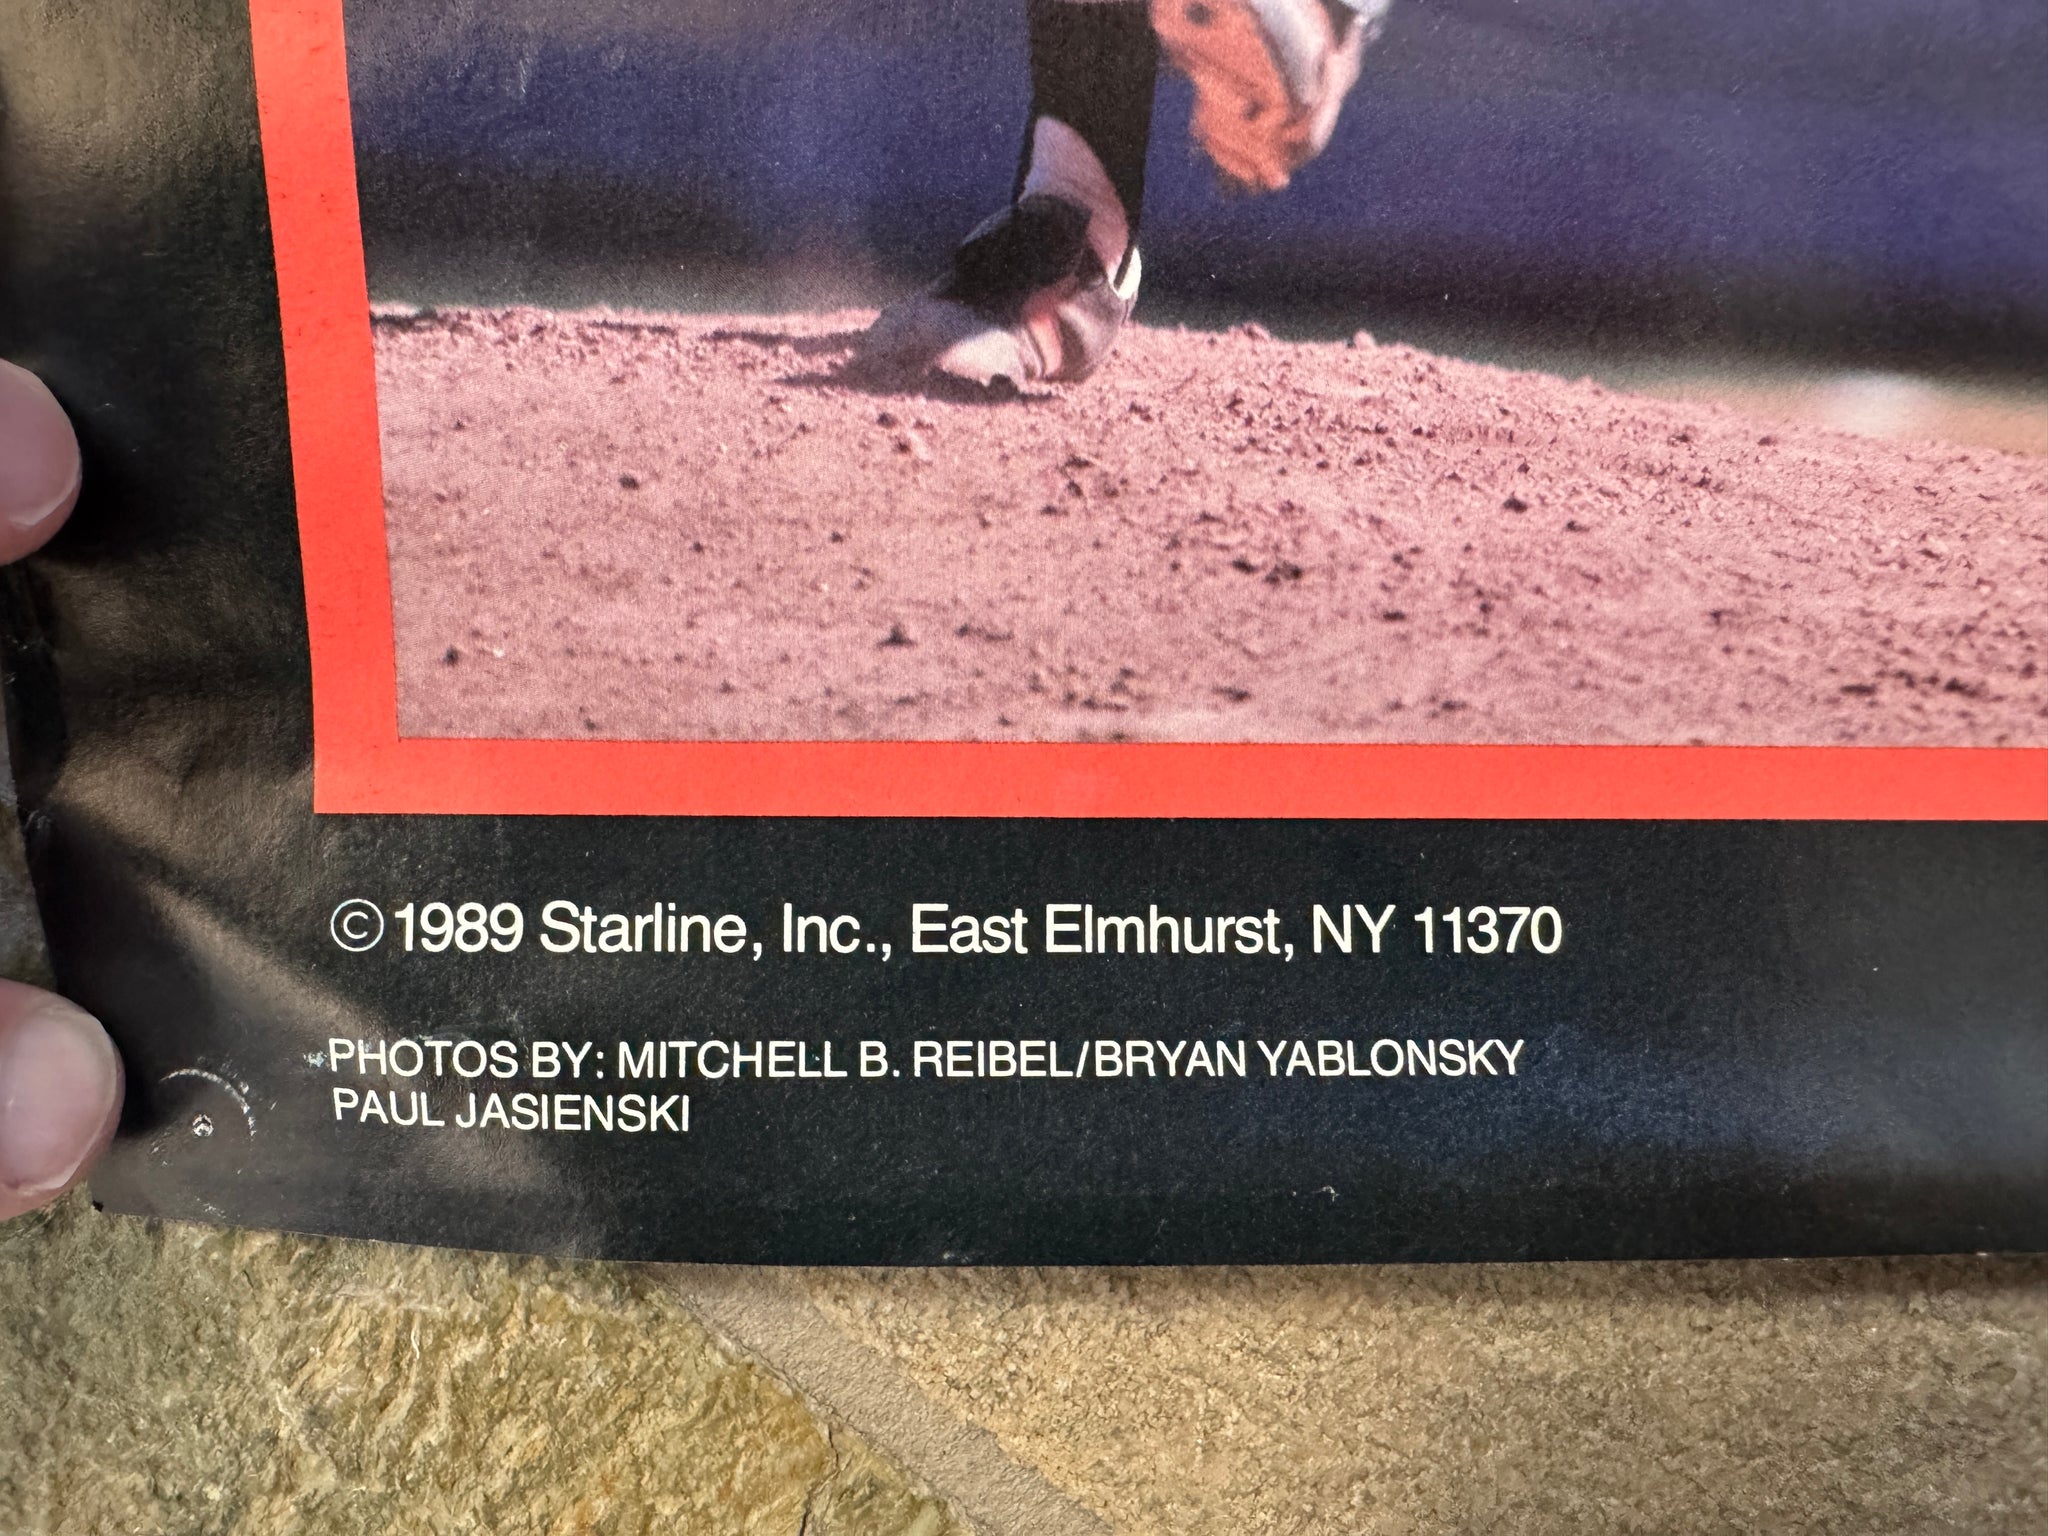 ©1989 Starline, Inc., East Elmhurst, NY 11370
PHOTOS BY: MITCHELL B. REIBEL/BRYAN YABLONSKY
PAUL JASIENSKI